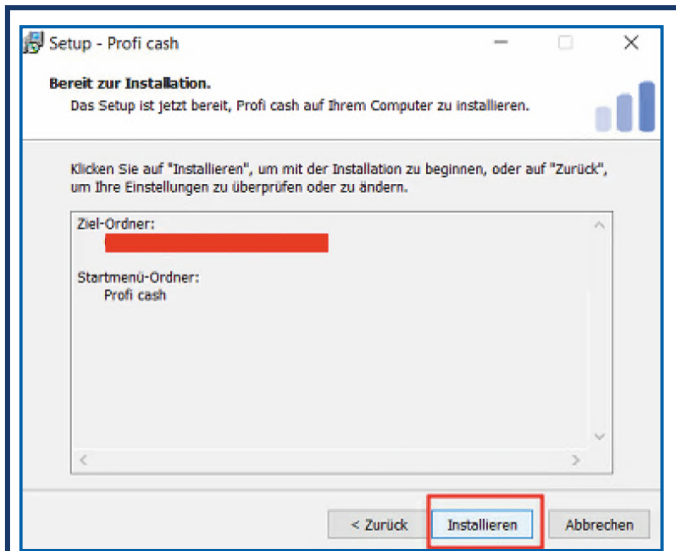 Setup - Profi cash
Bereit zur Installation.
Das Setup ist jetzt bereit, Profi cash auf Ihrem Computer zu installieren.
Klicken Sie auf "Installieren", um mit der Installation zu beginnen, oder auf "Zurück",
um Ihre Einstellungen zu überprüfen oder zu ändern.
Ziel-Ordner:
Startmenü-Ordner:
Profi cash
< Zurück Installieren Abbrechen